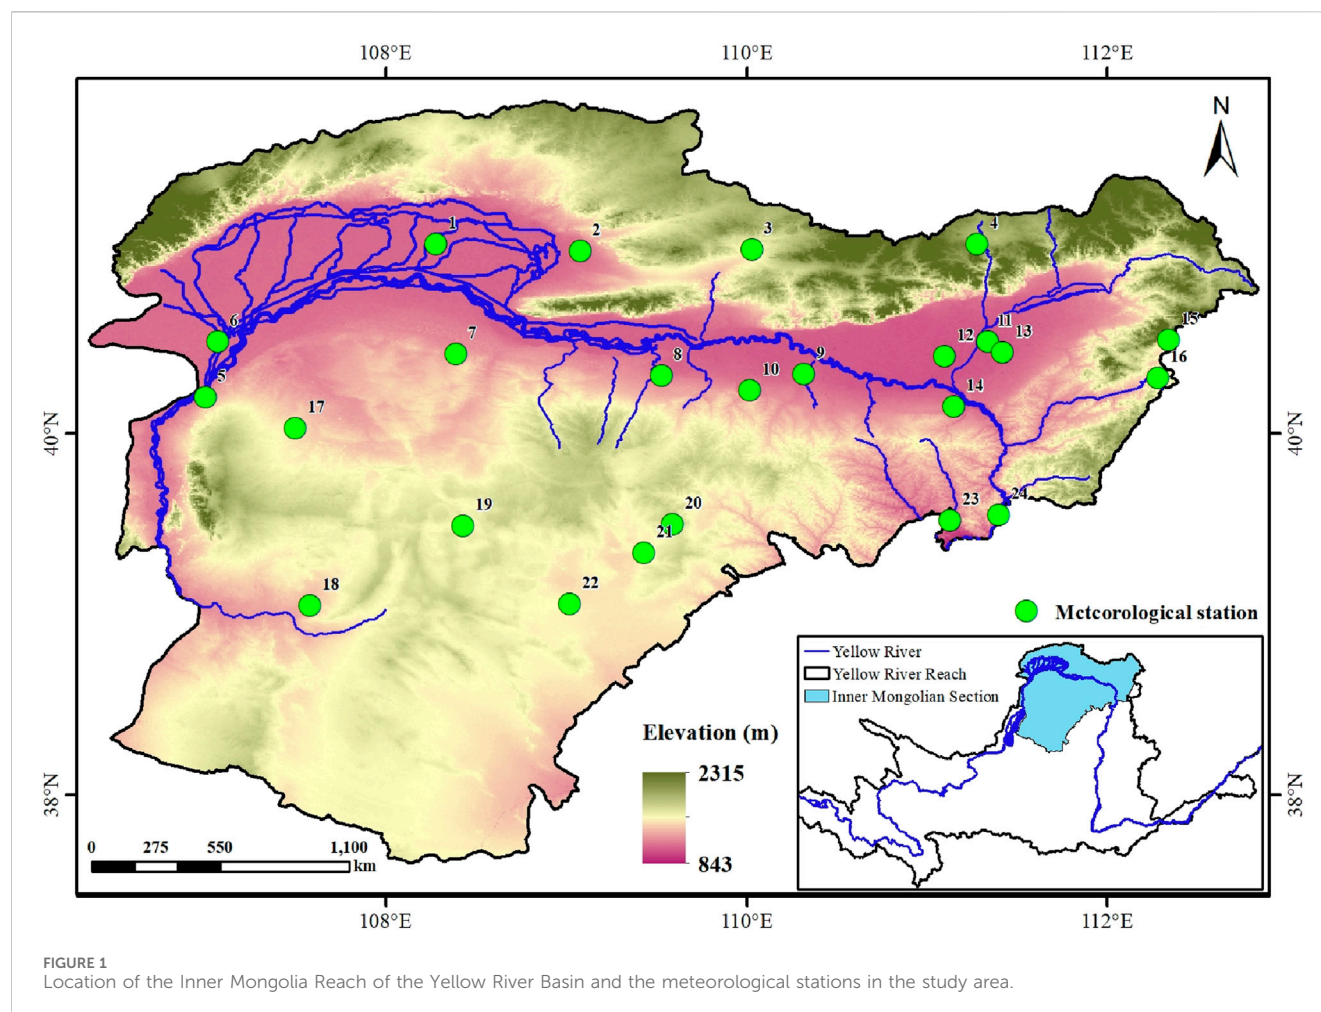 108°E 110°E 112°E
N
1 2 3 4
5 6 7 8 9 10 11 12 13 14 15 16
17 18 19 20 21 22 23 24
40°N 40°N
38°N 38°N
Meteorological station
Yellow River
Yellow River Reach
Inner Mongolian Section
Elevation (m)
2315
843
0 275 550 1,100
km
108°E 110°E 112°E
FIGURE 1
Location of the Inner Mongolia Reach of the Yellow River Basin and the meteorological stations in the study area.